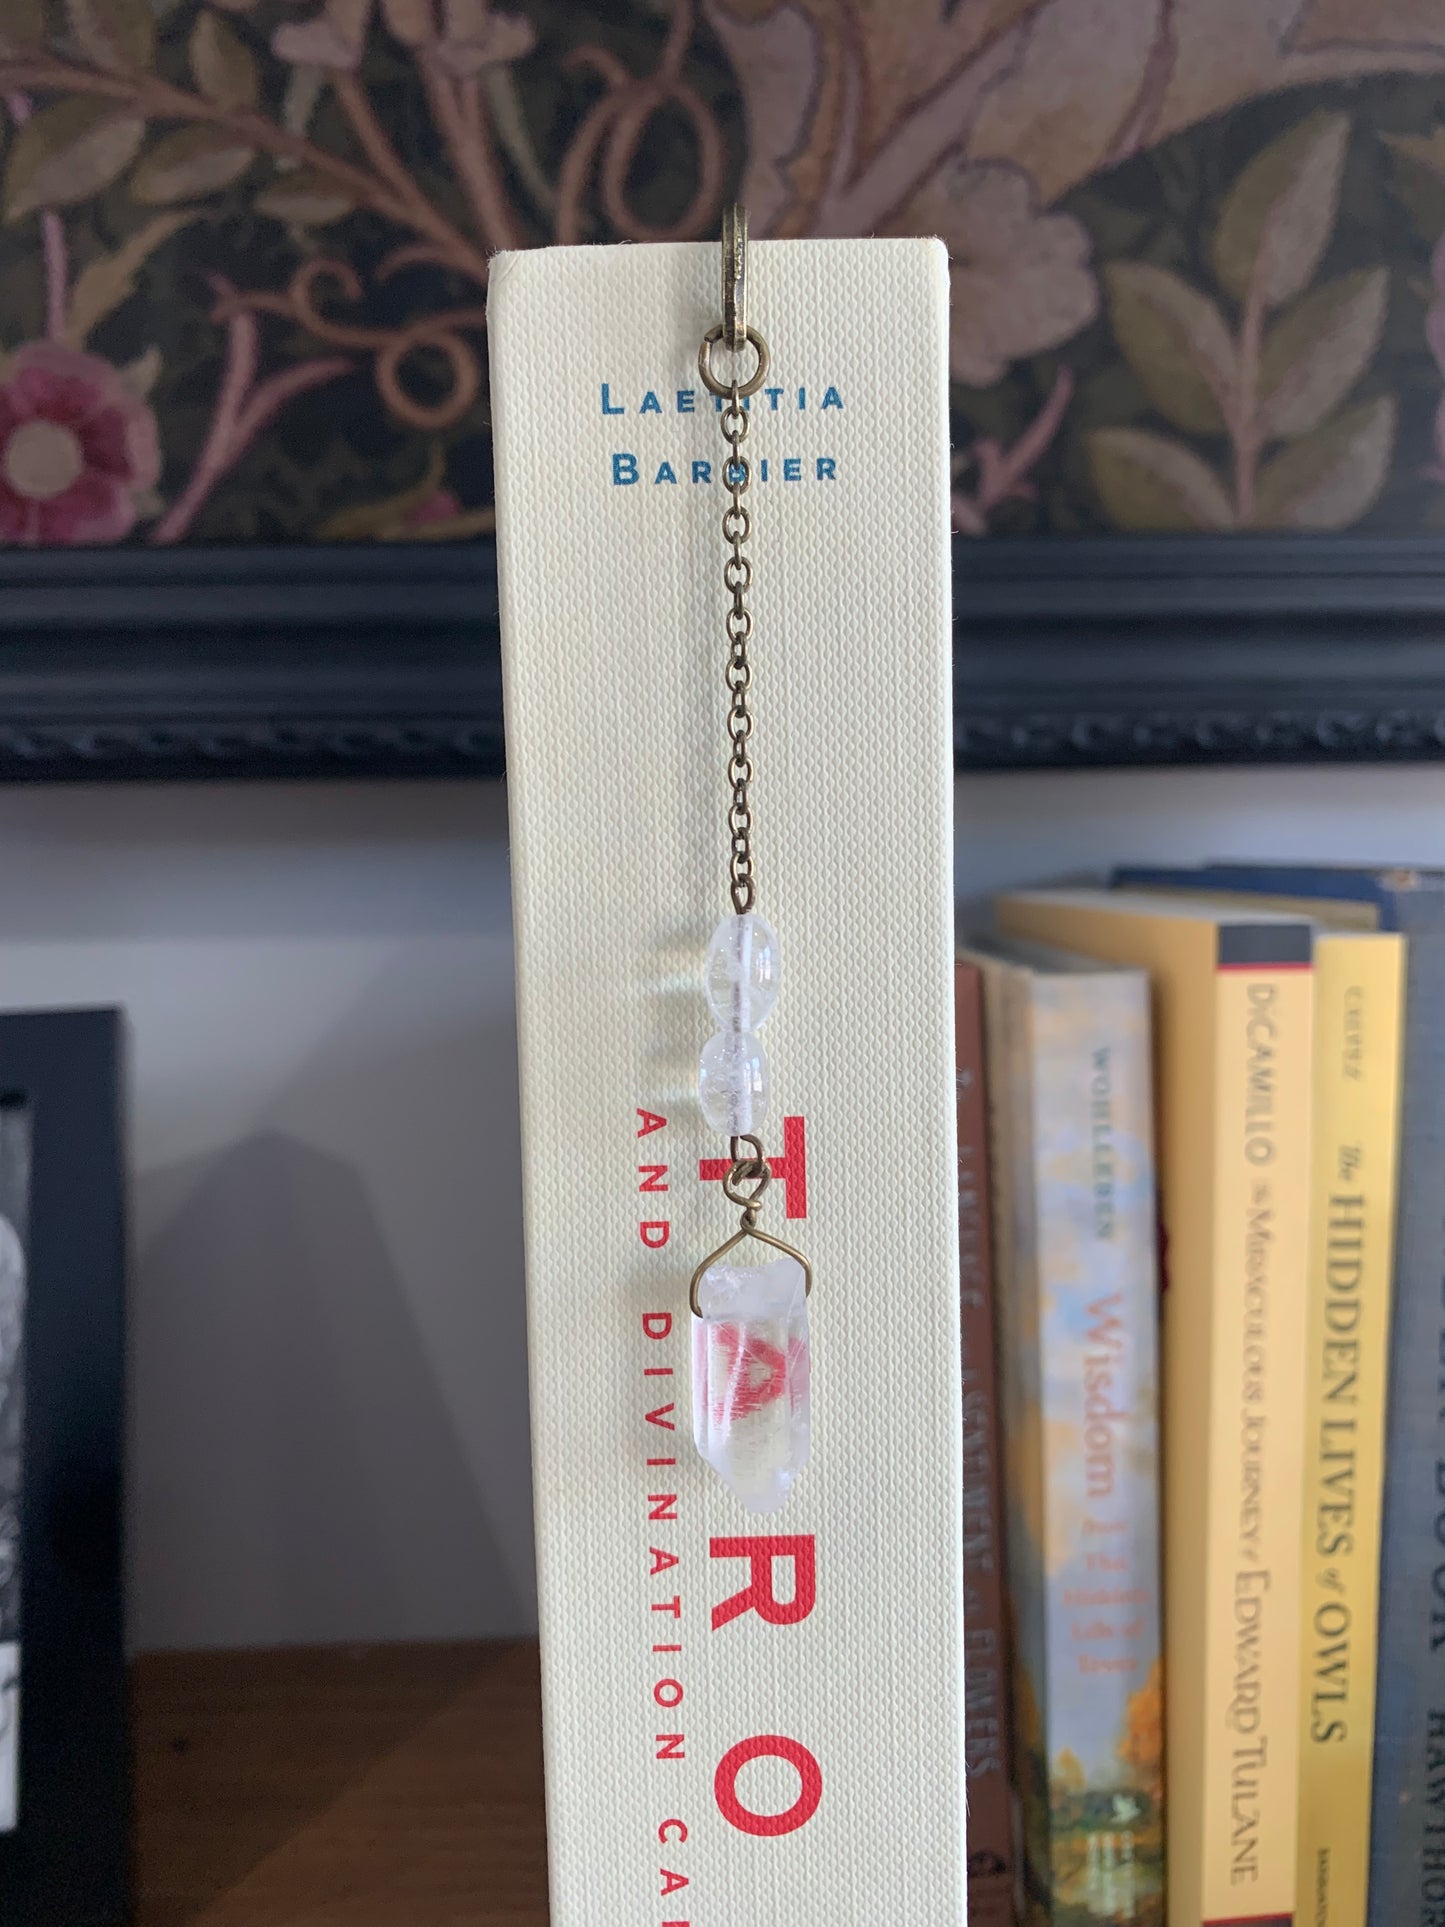 LAETITIA
BARBIER
TARO
AND DIVINATION CA
WOHLLEBEN
Wisdom
DICAMILLO The MIRACULOUS JOURNEY of EDWARD TULANE
The HIDDEN LIVES of OWLS